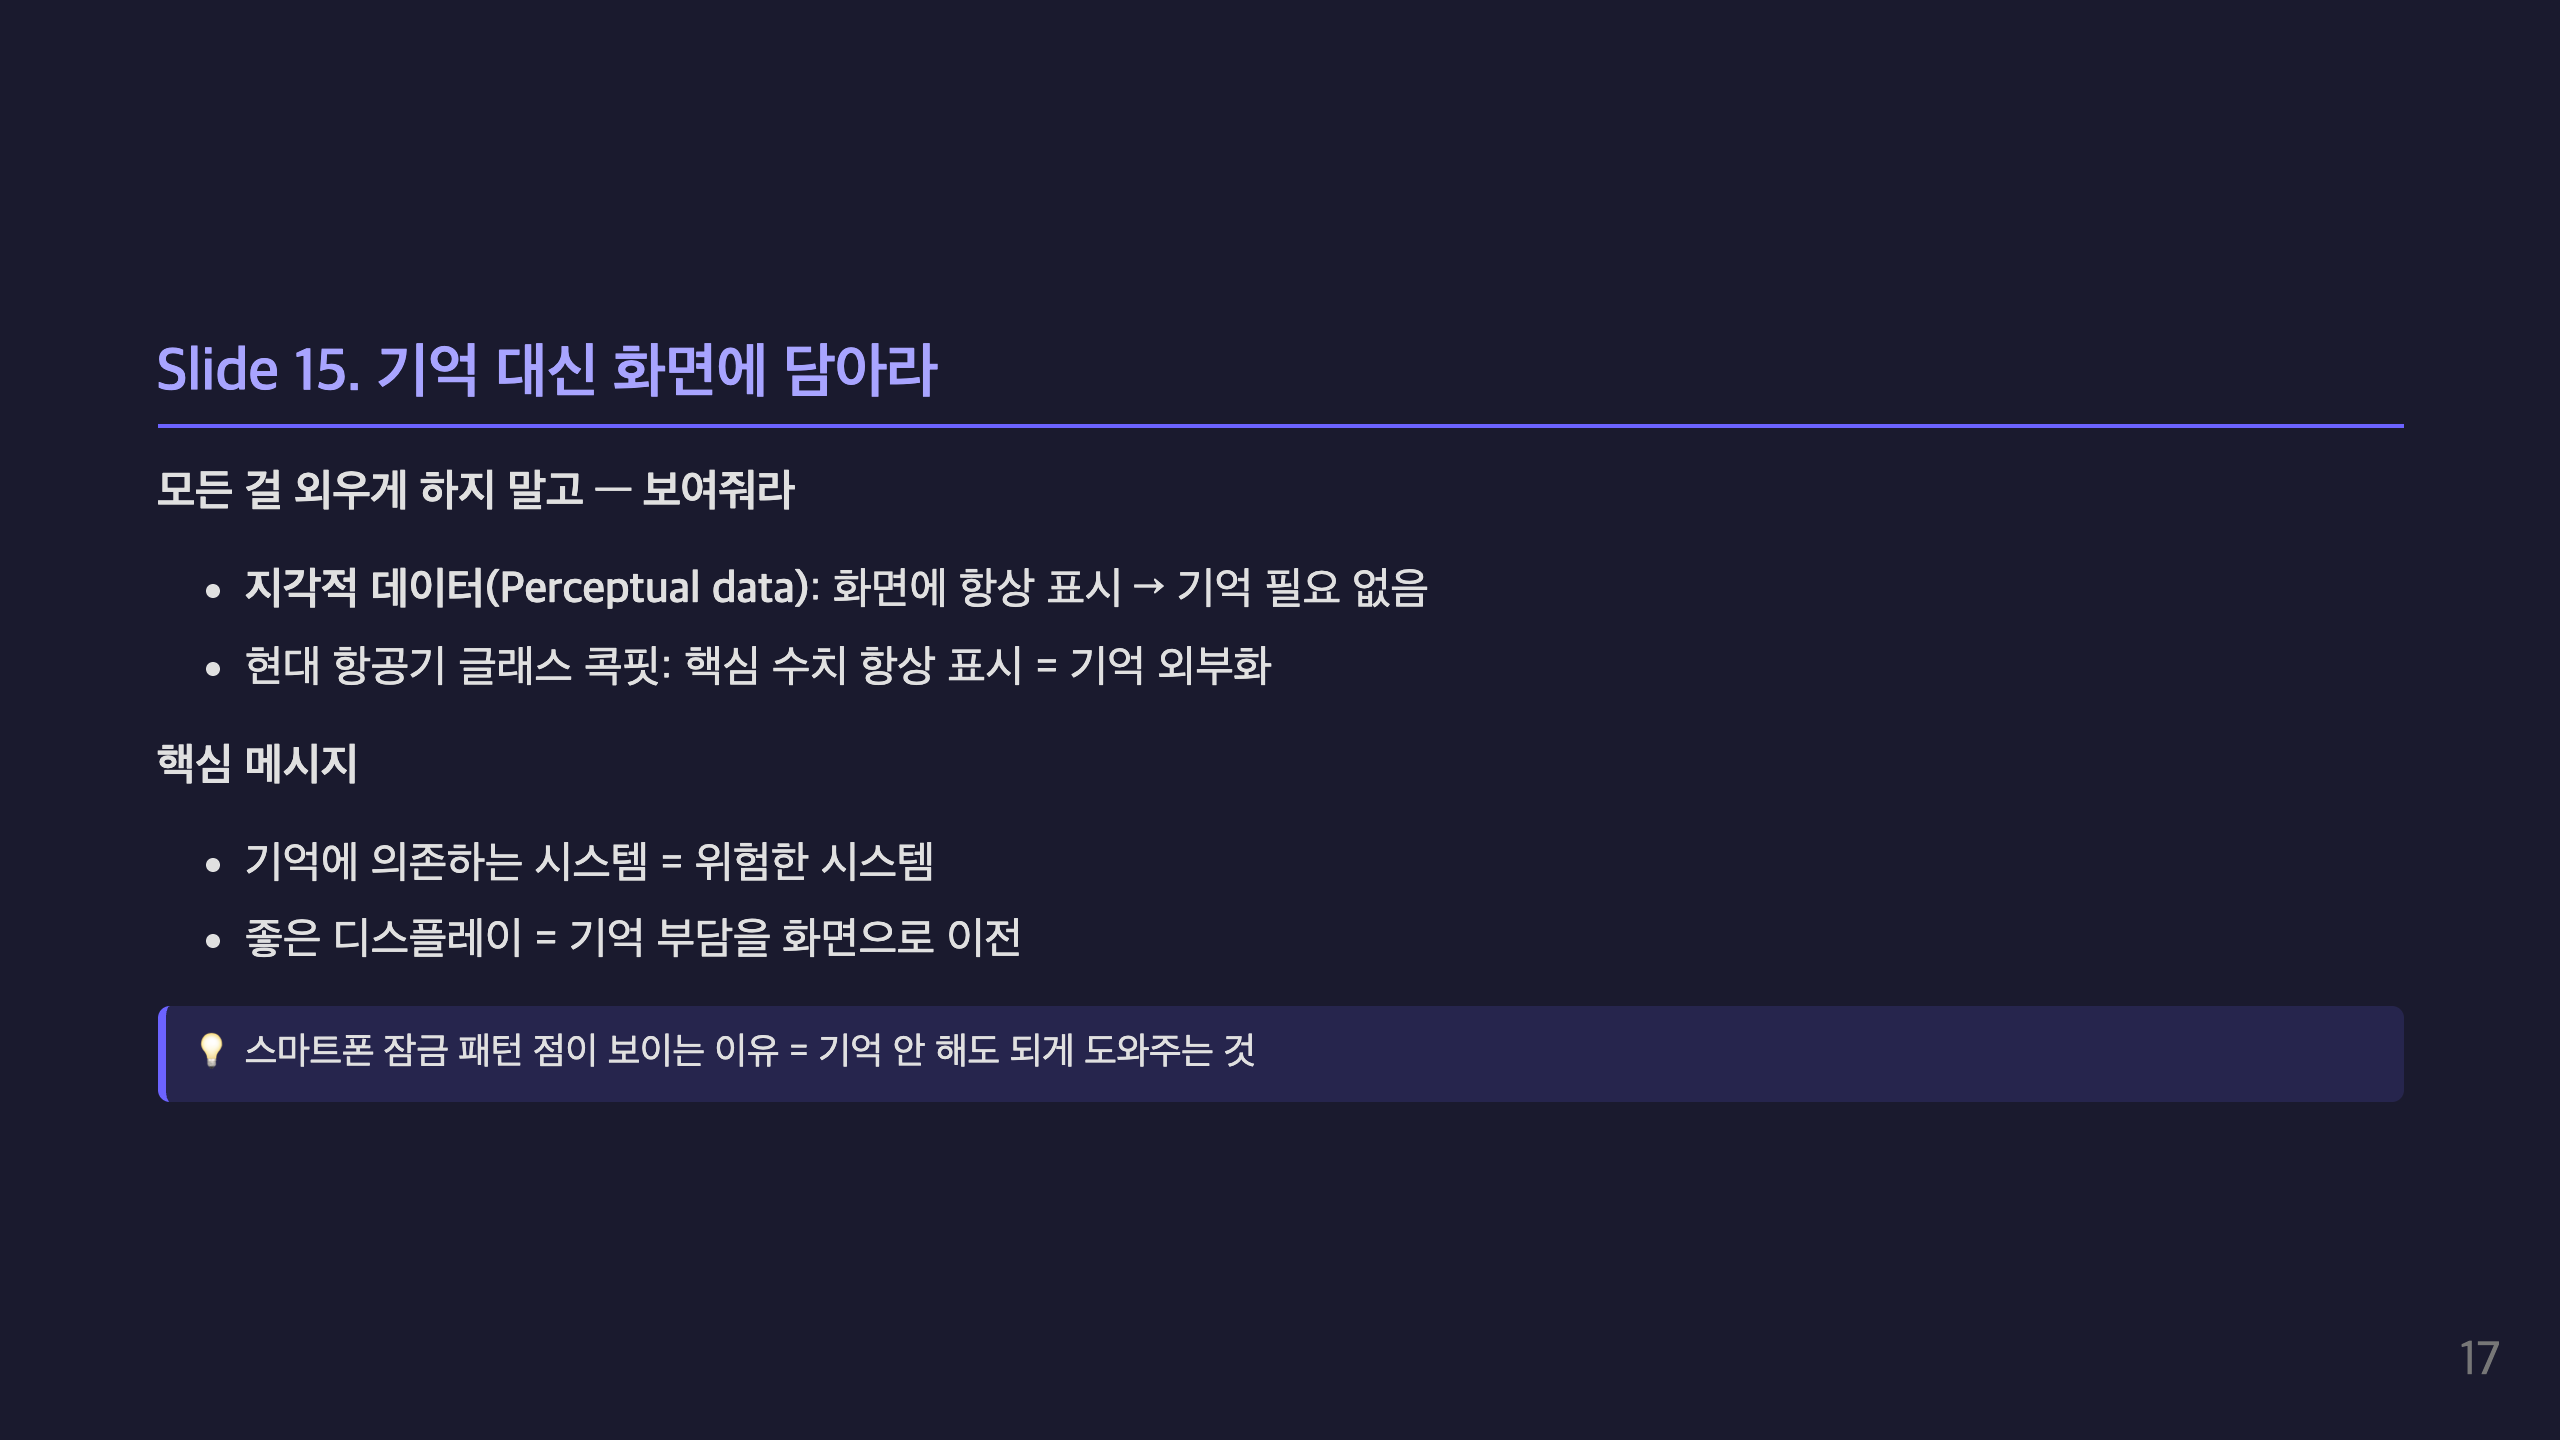 Slide 15. 기억 대신 화면에 담아라
모든 걸 외우게 하지 말고 — 보여줘라
• 지각적 데이터(Perceptual data): 화면에 항상 표시 → 기억 필요 없음
• 현대 항공기 글래스 콕핏: 핵심 수치 항상 표시 = 기억 외부화
핵심 메시지
• 기억에 의존하는 시스템 = 위험한 시스템
• 좋은 디스플레이 = 기억 부담을 화면으로 이전
💡 스마트폰 잠금 패턴 점이 보이는 이유 = 기억 안 해도 되게 도와주는 것
17